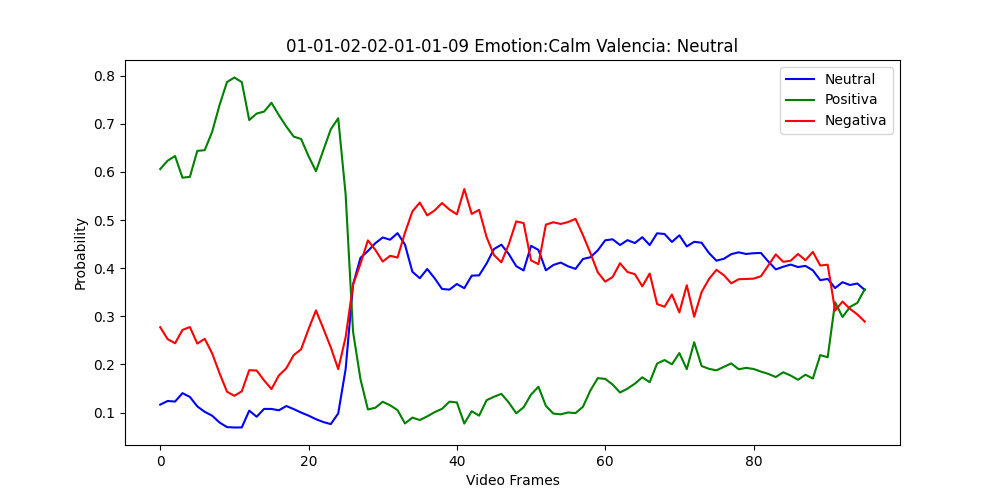 01-01-02-02-01-01-09 Emotion:Calm Valencia: Neutral
Neutral
Positiva
Negativa
Probability
0.8
0.7
0.6
0.5
0.4
0.3
0.2
0.1
0 20 40 60 80
Video Frames